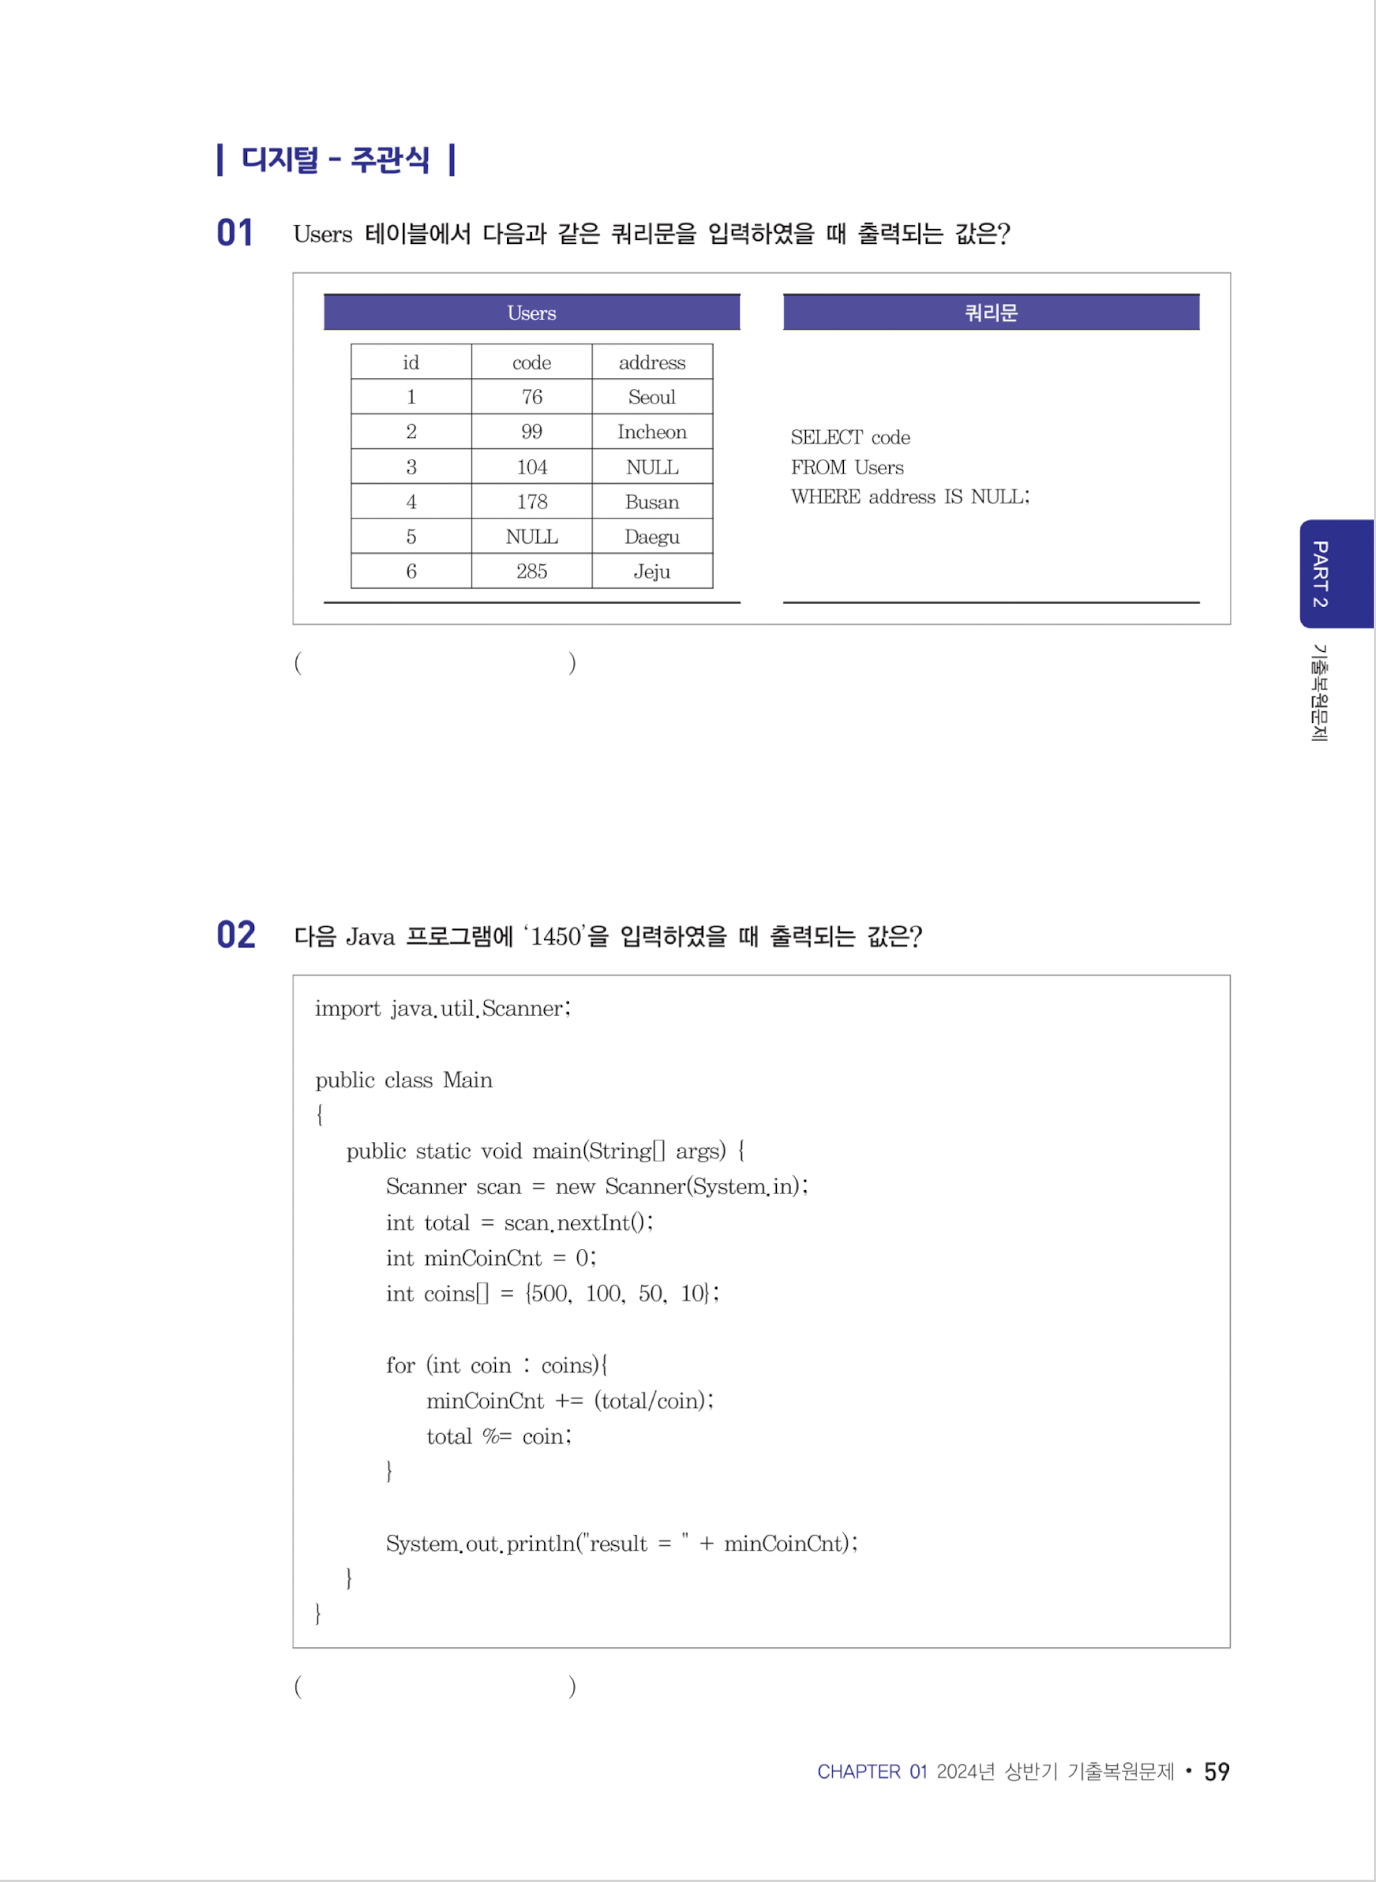 디지털 - 주관식
01 Users 테이블에서 다음과 같은 쿼리문을 입력하였을 때 출력되는 값은?
Users
id code address
1 76 Seoul
2 99 Incheon
3 104 NULL
4 178 Busan
5 NULL Daegu
6 285 Jeju
쿼리문
SELECT code
FROM Users
WHERE address IS NULL;
( )
PART 2
기출복원문제
02 다음 Java 프로그램에 ‘1450’을 입력하였을 때 출력되는 값은?
import java.util.Scanner;
public class Main
{
public static void main(String[] args) {
Scanner scan = new Scanner(System.in);
int total = scan.nextInt();
int minCoinCnt = 0;
int coins[] = {500, 100, 50, 10};
for (int coin : coins){
minCoinCnt += (total/coin);
total %= coin;
}
System.out.println("result = " + minCoinCnt);
}
}
( )
CHAPTER 01 2024년 상반기 기출복원문제 • 59